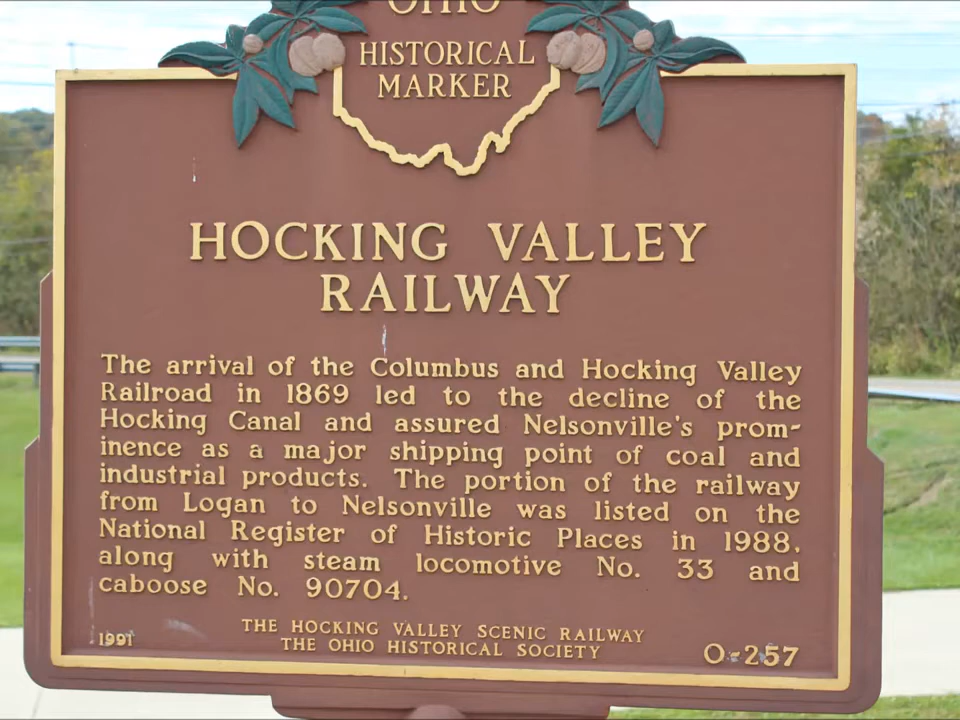 OHIO
HISTORICAL
MARKER
HOCKING VALLEY
RAILWAY
The arrival of the Columbus and Hocking Valley
Railroad in 1869 led to the decline of the
Hocking Canal and assured Nelsonville's prom-
inence as a major shipping point of coal and
industrial products. The portion of the railway
from Logan to Nelsonville was listed on the
National Register of Historic Places in 1988,
along with steam locomotive No. 33 and
caboose No. 90704.
THE HOCKING VALLEY SCENIC RAILWAY
THE OHIO HISTORICAL SOCIETY
1991
O-257